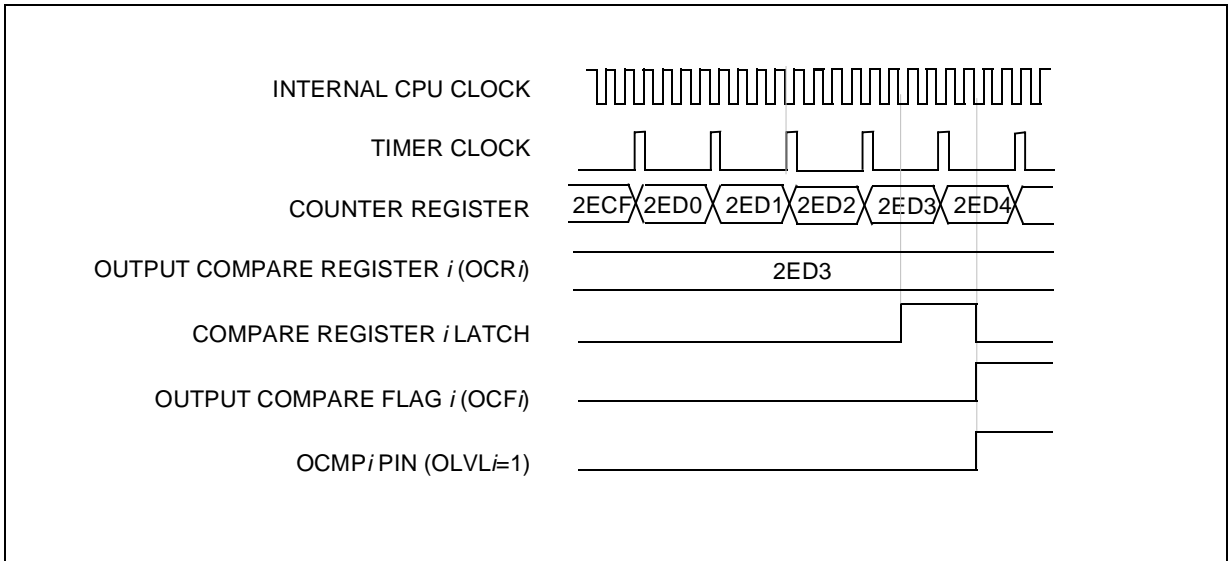 INTERNAL CPU CLOCK
TIMER CLOCK
COUNTER REGISTER
2ECF 2ED0 2ED1 2ED2 2ED3 2ED4
OUTPUT COMPARE REGISTER i (OCRi)
2ED3
COMPARE REGISTER i LATCH
OUTPUT COMPARE FLAG i (OCFi)
OCMPi PIN (OLVLi=1)